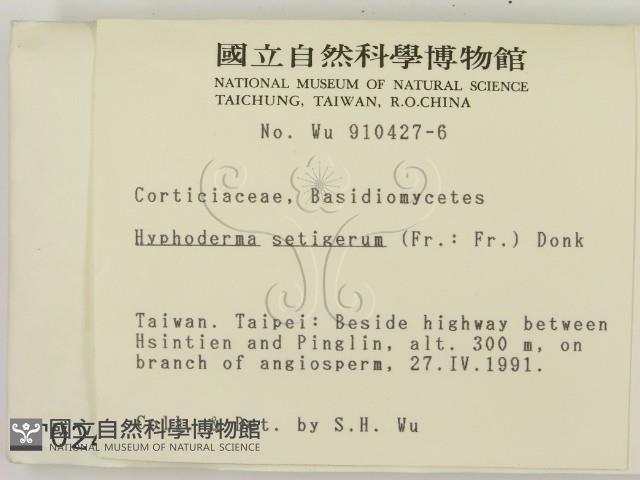 國立自然科學博物館
NATIONAL MUSEUM OF NATURAL SCIENCE
TAICHUNG, TAIWAN, R.O.CHINA
No. Wu 910427-6
Corticiaceae, Basidiomycetes
Hyphoderma setigerum (Fr.: Fr.) Donk
Taiwan. Taipei: Beside highway between
Hsintien and Pinglin, alt. 300 m, on
branch of angiosperm, 27.IV.1991.
Coll. & Det. by S.H. Wu
國立自然科學博物館
NATIONAL MUSEUM OF NATURAL SCIENCE